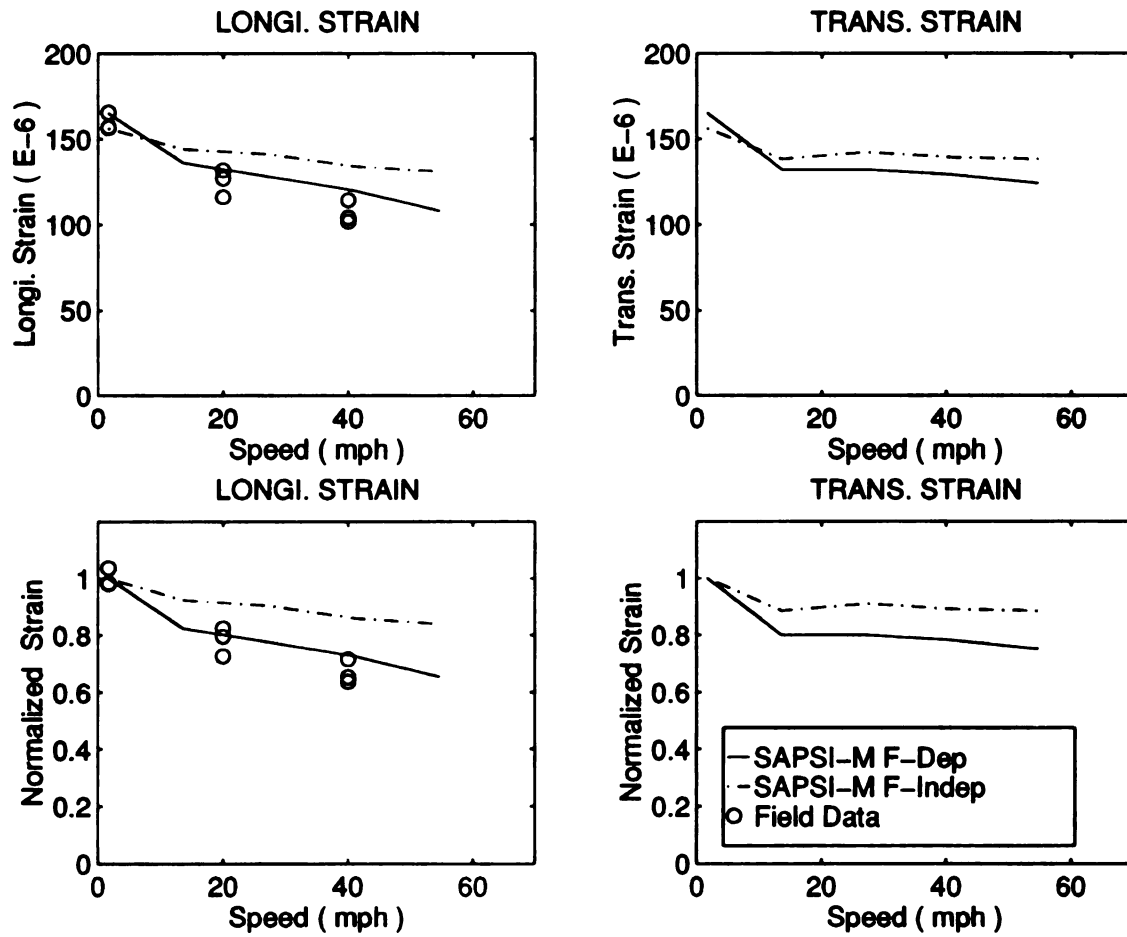 LONGI. STRAIN
200
150
100
50
0
0 20 40 60
Longi. Strain ( E-6 )
Speed ( mph )
TRANS. STRAIN
200
150
100
50
0
0 20 40 60
Trans. Strain ( E-6 )
Speed ( mph )
LONGI. STRAIN
1
0.8
0.6
0.4
0.2
0
0 20 40 60
Normalized Strain
Speed ( mph )
TRANS. STRAIN
1
0.8
0.6
0.4
0.2
0
0 20 40 60
Normalized Strain
Speed ( mph )
SAPSI-M F-Dep
SAPSI-M F-Indep
Field Data